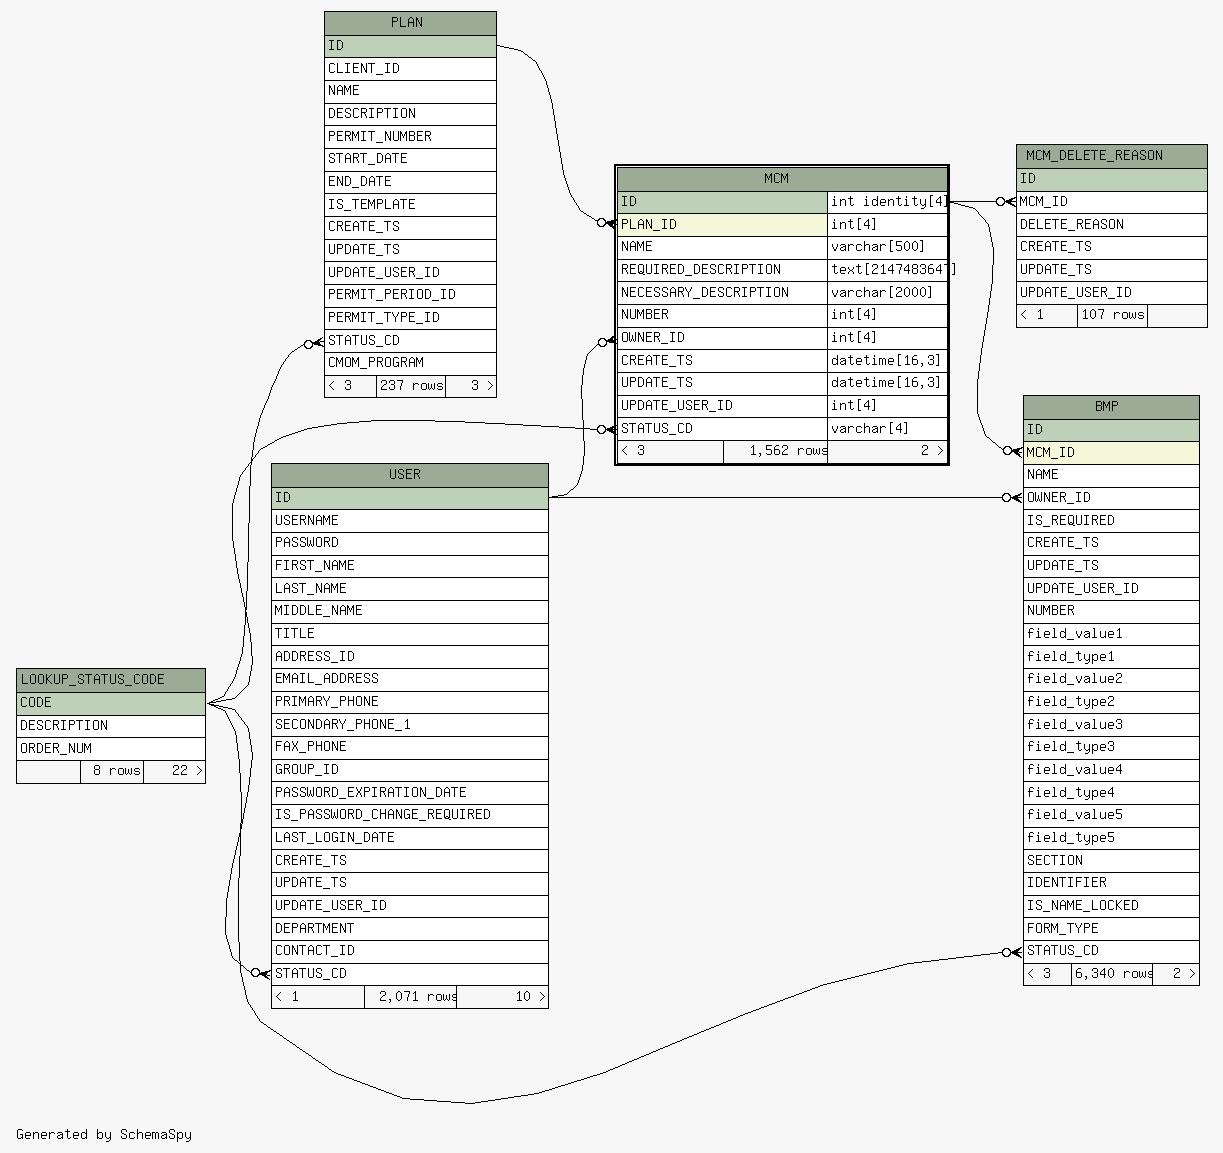 PLAN
ID
CLIENT_ID
NAME
DESCRIPTION
PERMIT_NUMBER
START_DATE
END_DATE
IS_TEMPLATE
CREATE_TS
UPDATE_TS
UPDATE_USER_ID
PERMIT_PERIOD_ID
PERMIT_TYPE_ID
STATUS_CD
CMOM_PROGRAM
< 3 237 rows 3 >
MCM
ID int identity[4]
PLAN_ID int[4]
NAME varchar[500]
REQUIRED_DESCRIPTION text[2147483647]
NECESSARY_DESCRIPTION varchar[2000]
NUMBER int[4]
OWNER_ID int[4]
CREATE_TS datetime[16,3]
UPDATE_TS datetime[16,3]
UPDATE_USER_ID int[4]
STATUS_CD varchar[4]
< 3 1,562 rows 2 >
MCM_DELETE_REASON
ID
MCM_ID
DELETE_REASON
CREATE_TS
UPDATE_TS
UPDATE_USER_ID
< 1 107 rows
USER
ID
USERNAME
PASSWORD
FIRST_NAME
LAST_NAME
MIDDLE_NAME
TITLE
ADDRESS_ID
EMAIL_ADDRESS
PRIMARY_PHONE
SECONDARY_PHONE_1
FAX_PHONE
GROUP_ID
PASSWORD_EXPIRATION_DATE
IS_PASSWORD_CHANGE_REQUIRED
LAST_LOGIN_DATE
CREATE_TS
UPDATE_TS
UPDATE_USER_ID
DEPARTMENT
CONTACT_ID
STATUS_CD
< 1 2,071 rows 10 >
BMP
ID
MCM_ID
NAME
OWNER_ID
IS_REQUIRED
CREATE_TS
UPDATE_TS
UPDATE_USER_ID
NUMBER
field_value1
field_type1
field_value2
field_type2
field_value3
field_type3
field_value4
field_type4
field_value5
field_type5
SECTION
IDENTIFIER
IS_NAME_LOCKED
FORM_TYPE
STATUS_CD
< 3 6,340 rows 2 >
LOOKUP_STATUS_CODE
CODE
DESCRIPTION
ORDER_NUM
8 rows 22 >
Generated by SchemaSpy